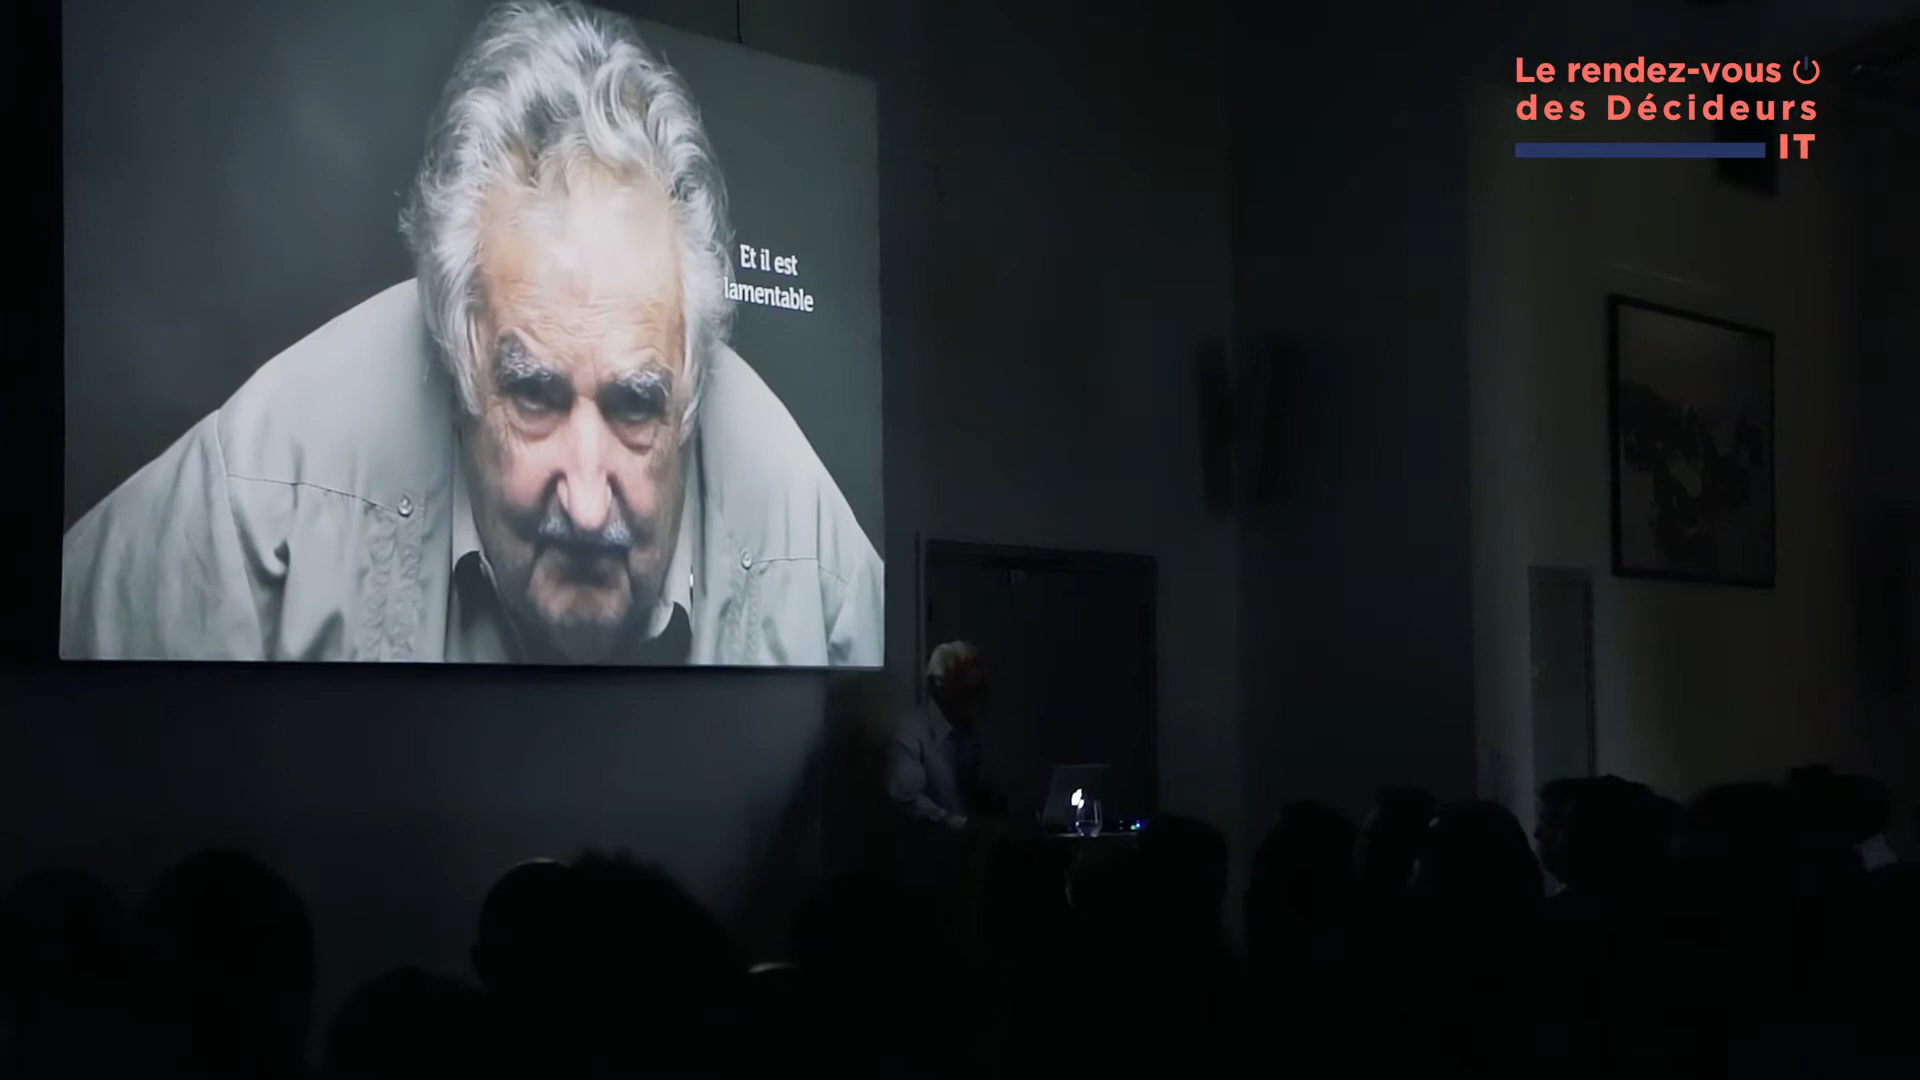 Le rendez-vous
des Décideurs
IT
Et il est
lamentable